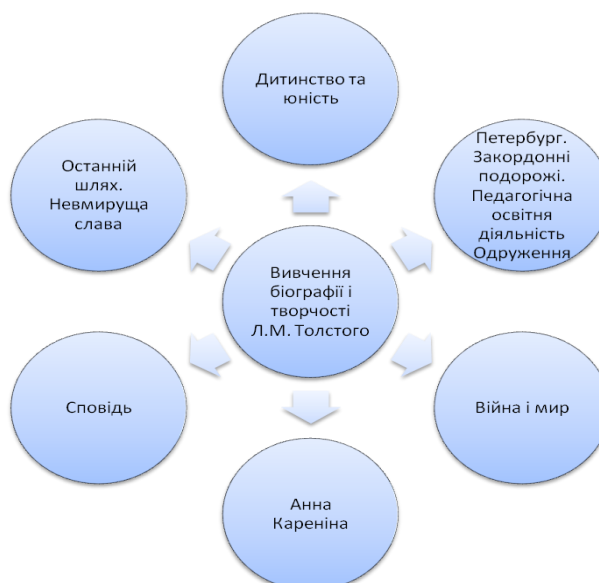 Дитинство та
юність
Петербург.
Закордонні
подорожі.
Педагогічна
освітня
діяльність
Одруження
Останній
шлях.
Невмируща
слава
Вивчення
біографії і
творчості
Л.М. Толстого
Сповідь
Війна і мир
Анна
Кареніна